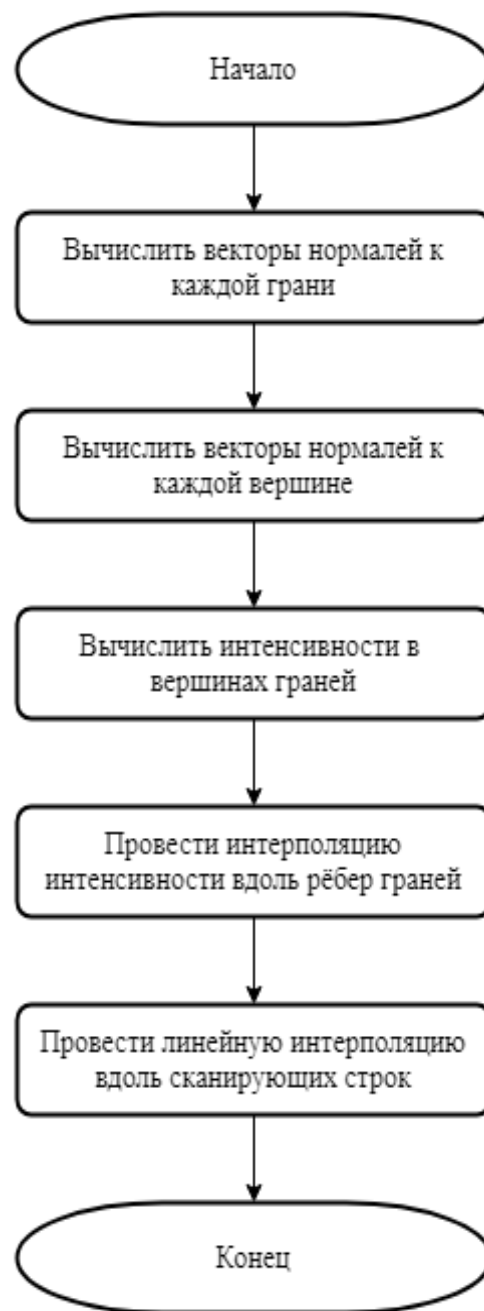 Начало
Вычислить векторы нормалей к
каждой грани
Вычислить векторы нормалей к
каждой вершине
Вычислить интенсивности в
вершинах граней
Провести интерполяцию
интенсивности вдоль рёбер граней
Провести линейную интерполяцию
вдоль сканирующих строк
Конец